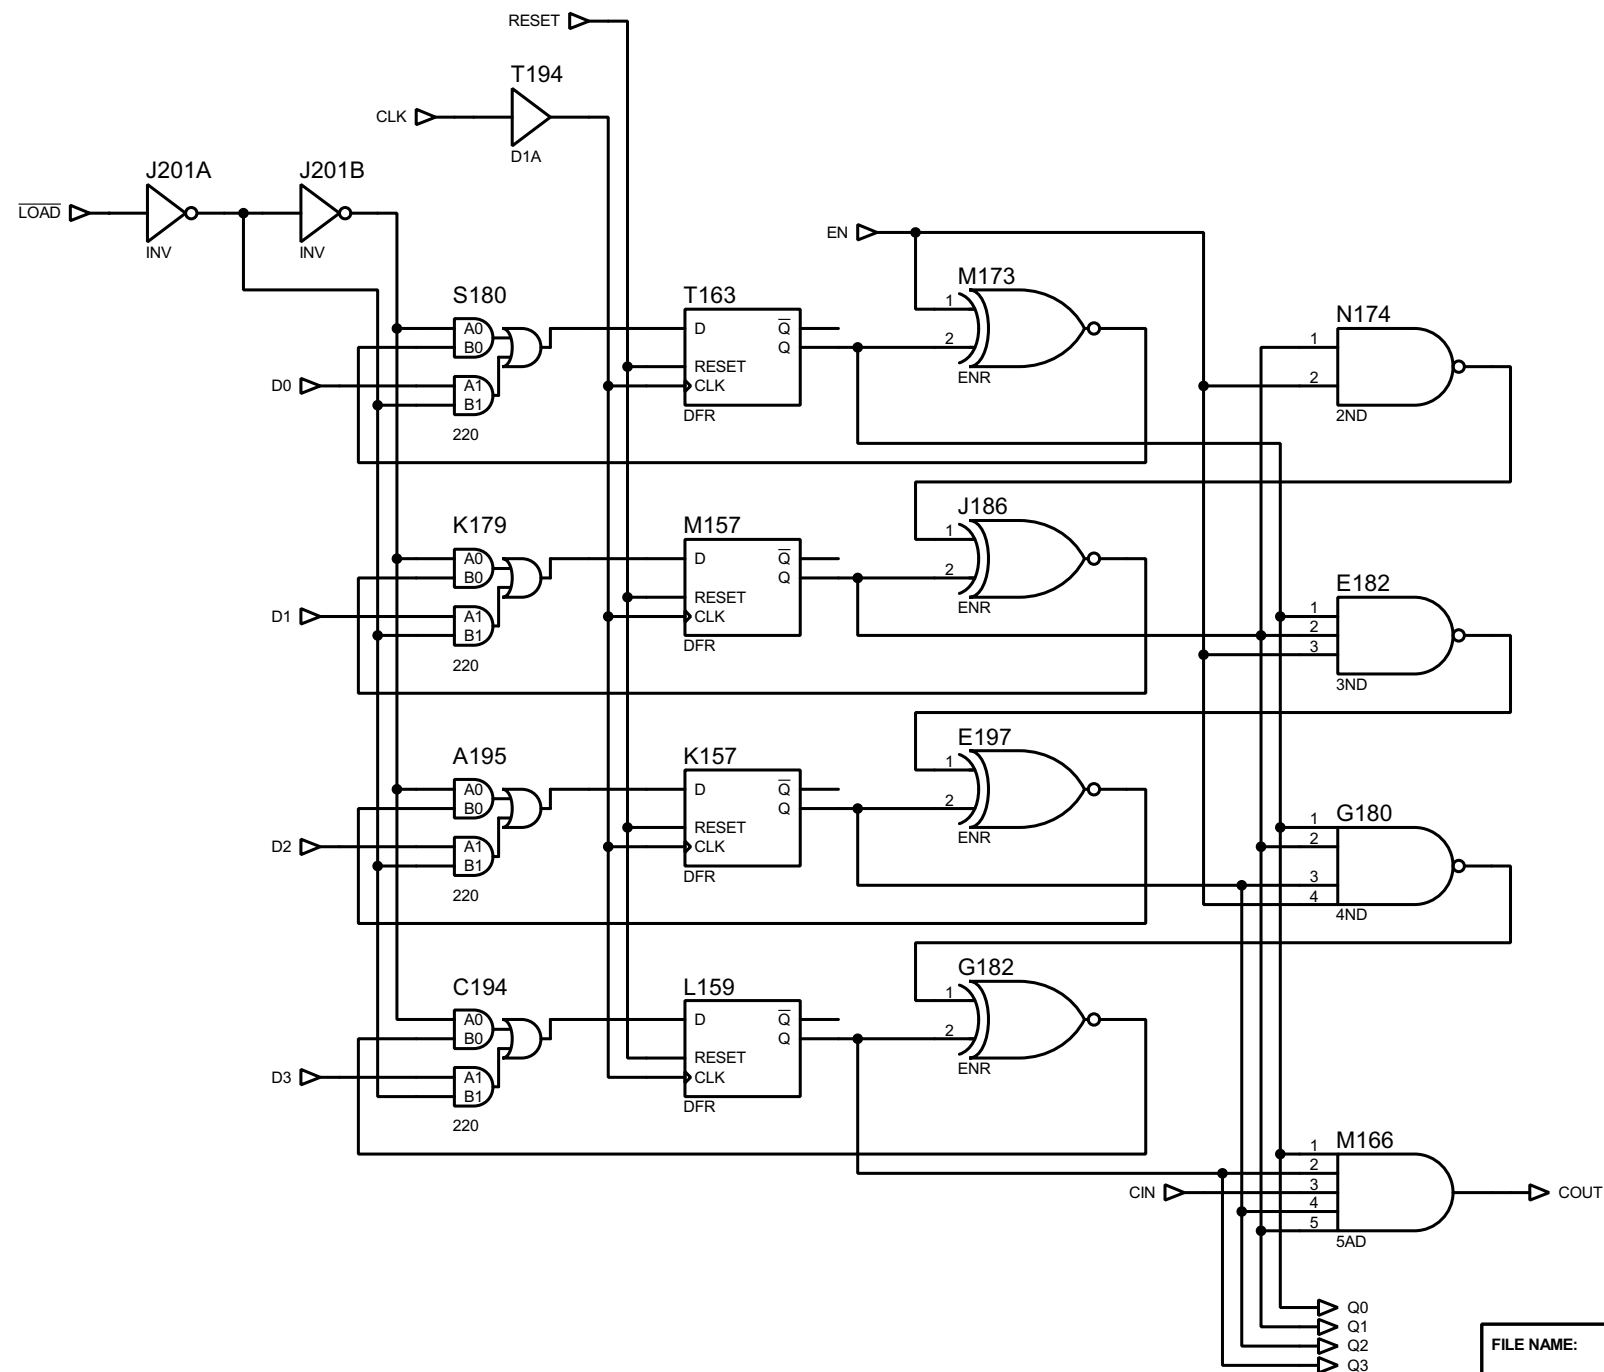 RESET
T194
CLK
D1A
J201A
J201B
LOAD
INV
INV
EN
M173
S180
T163
N174
1
A0
B0
D
Q
Q
2
1
RESET
ENR
D0
A1
B1
CLK
2
220
DFR
2ND
J186
K179
M157
1
A0
B0
D
Q
Q
2
E182
RESET
ENR
D1
A1
B1
CLK
1
2
3
220
DFR
3ND
E197
A195
K157
1
A0
B0
D
Q
Q
2
G180
RESET
ENR
1
D2
A1
B1
CLK
2
220
DFR
3
4
4ND
G182
C194
L159
1
A0
B0
D
Q
Q
2
RESET
ENR
D3
A1
B1
CLK
220
DFR
M166
1
2
CIN
3
COUT
4
5
5AD
Q0
Q1
Q2
Q3
FILE NAME: